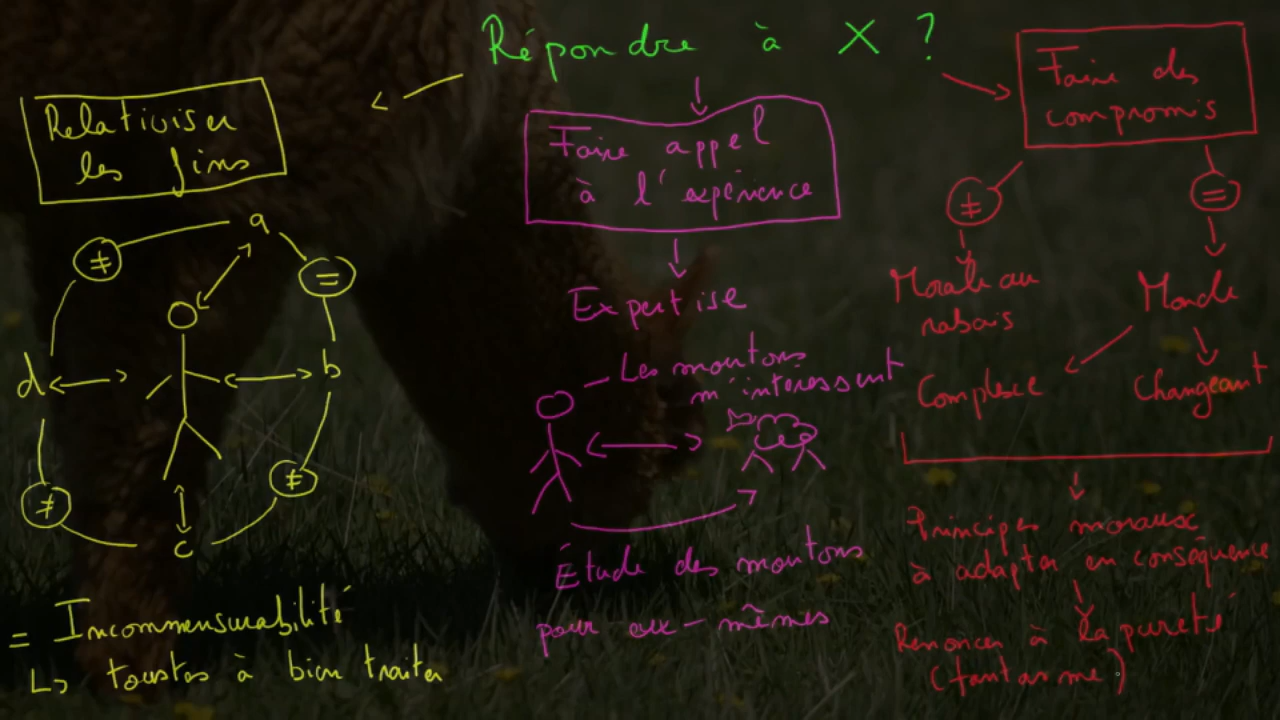 Répondre à X ?
Relativiser
les fins
a
≠
=
d
b
≠
≠
c
= Incommensurabilité
↳ toustes à bien traiter
Faire appel
à l'expérience
Expertise
Les moutons
m'intéressent
Étude des moutons
pour eux-mêmes
Faire des
compromis
≠
=
Morale au
rabais
Monde
Complexe
Changeant
Principes moraux
à adapter en conséquence
Renoncer à la pureté
(fantasme)